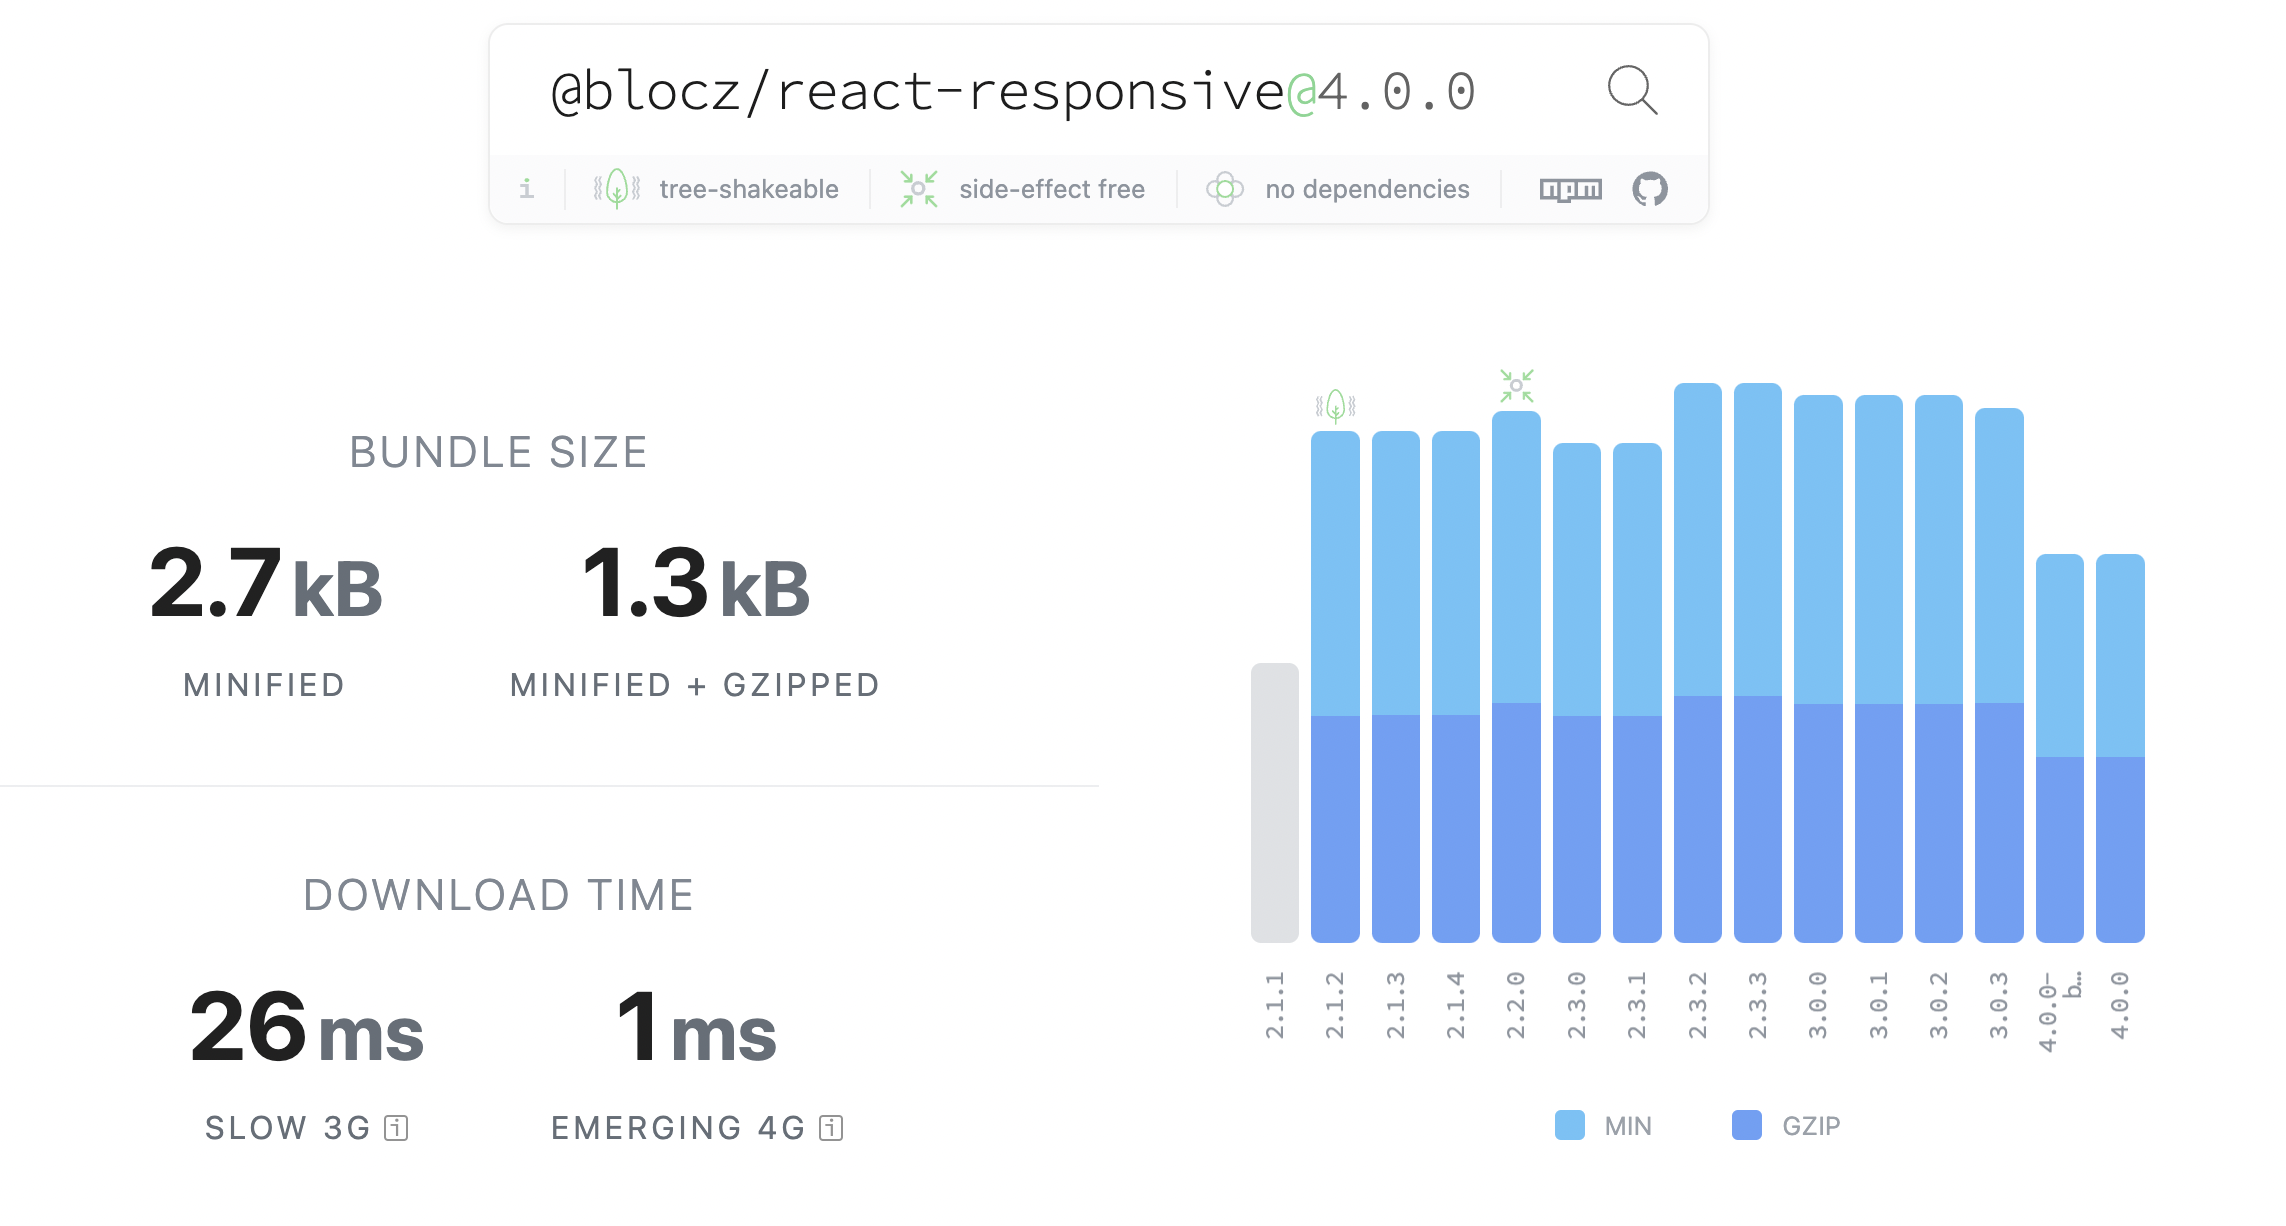 @blocz/react-responsive@4.0.0
i tree-shakeable side-effect free no dependencies npm
BUNDLE SIZE
2.7 kB
MINIFIED
1.3 kB
MINIFIED + GZIPPED
DOWNLOAD TIME
26 ms
SLOW 3G i
1 ms
EMERGING 4G i
2.1.1
2.1.2
2.1.3
2.1.4
2.2.0
2.3.0
2.3.1
2.3.2
2.3.3
3.0.0
3.0.1
3.0.2
3.0.3
4.0.0-
b…
4.0.0
MIN
GZIP